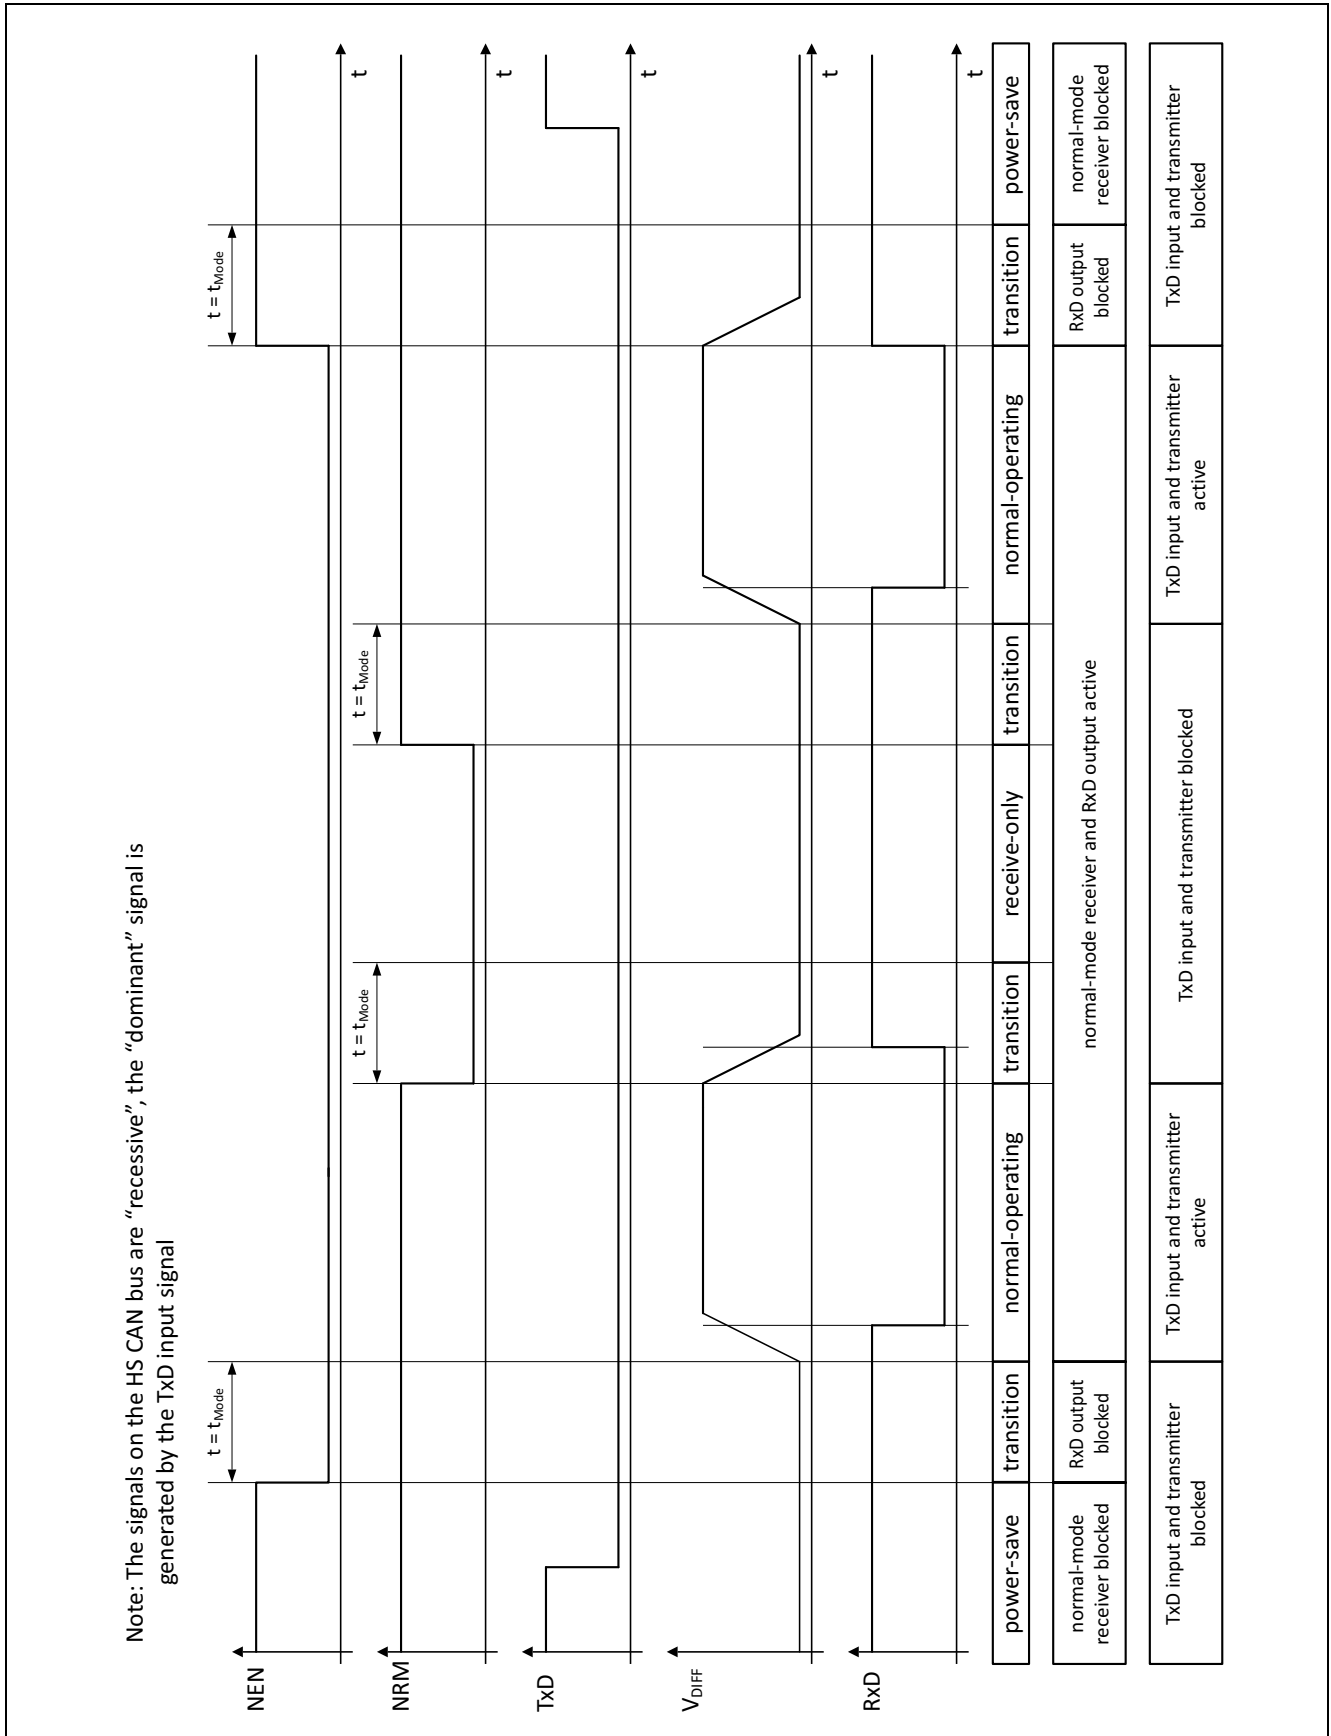 Note: The signals on the HS CAN bus are “recessive”, the “dominant” signal is
generated by the TxD input signal
t = tMode
t = tMode
NEN
t
t = tMode
t = tMode
NRM
t
TxD
t
VDIFF
t
RxD
t
power-save
transition
normal-operating
transition
receive-only
transition
normal-operating
transition
power-save
normal-mode
receiver blocked
RxD output
blocked
normal-mode receiver and RxD output active
RxD output
blocked
normal-mode
receiver blocked
TxD input and transmitter
blocked
TxD input and transmitter
active
TxD input and transmitter blocked
TxD input and transmitter
active
TxD input and transmitter
blocked